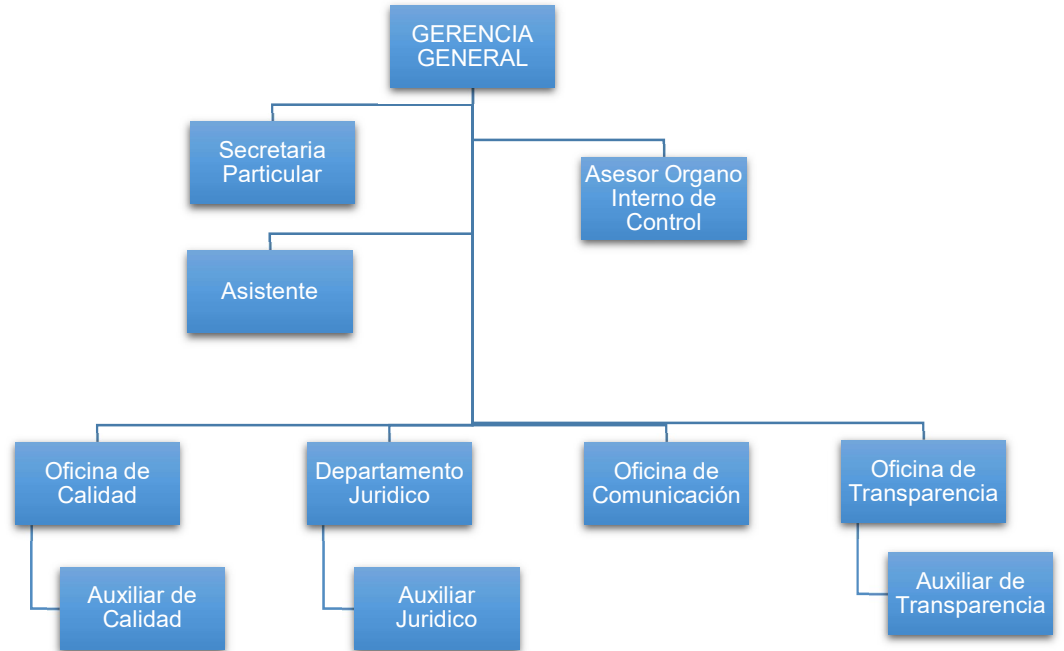 GERENCIA
GENERAL
Secretaria
Particular
Asesor Organo
Interno de
Control
Asistente
Oficina de
Calidad
Departamento
Juridico
Oficina de
Comunicación
Oficina de
Transparencia
Auxiliar de
Calidad
Auxiliar
Juridico
Auxiliar de
Transparencia